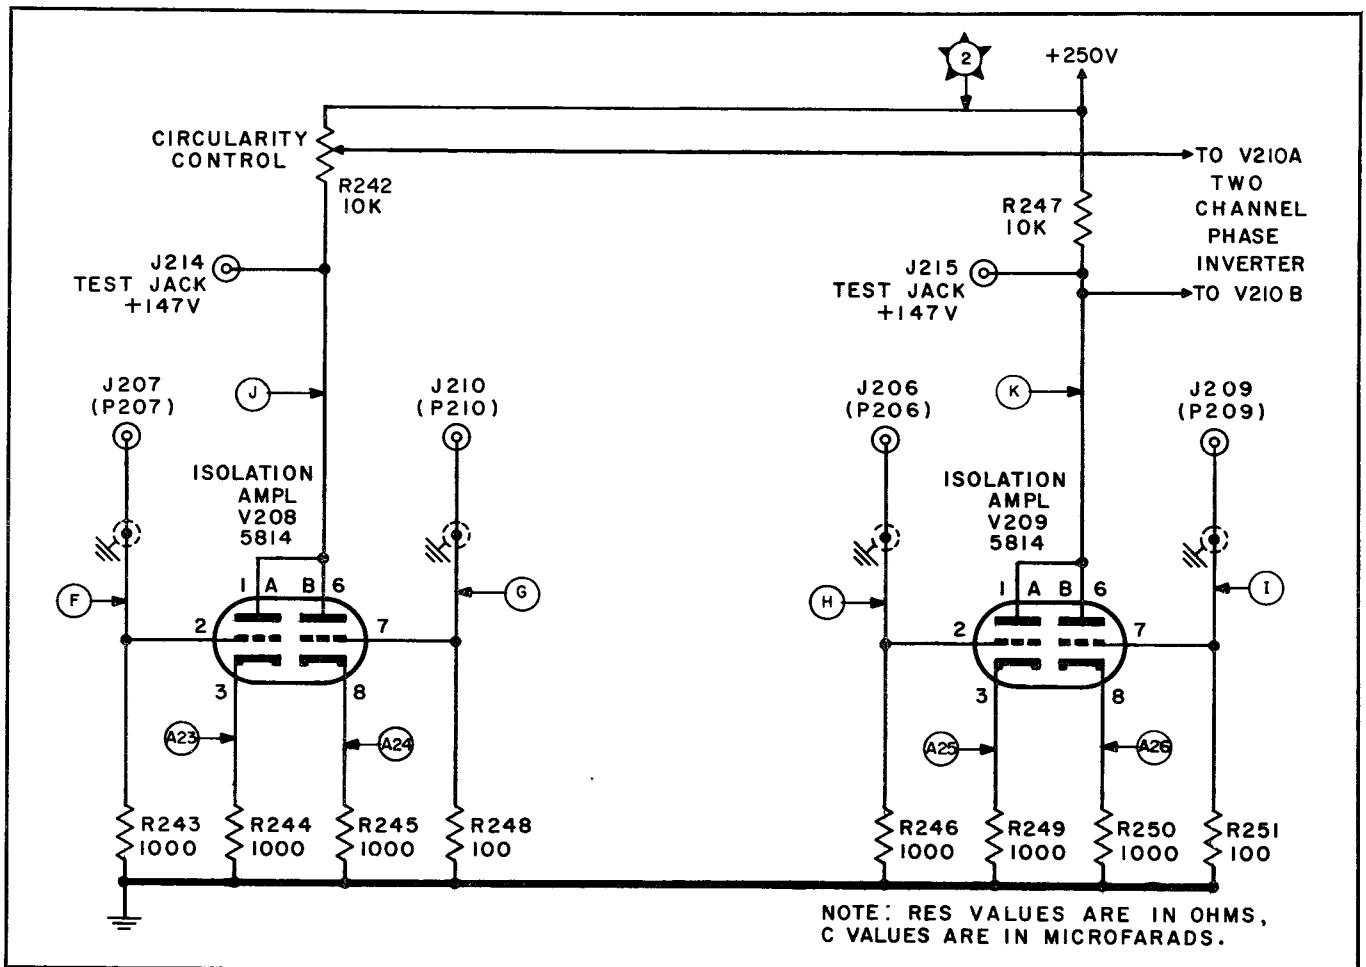 2
+250V
CIRCULARITY
CONTROL
R242
10K
TO V210A
TWO
CHANNEL
PHASE
INVERTER
TO V210B
R247
10K
J214
TEST JACK
+147V
J215
TEST JACK
+147V
J207
(P207)
J
J210
(P210)
J206
(P206)
K
J209
(P209)
ISOLATION
AMPL
V208
5814
ISOLATION
AMPL
V209
5814
F
1 A B 6
G
2
7
3
8
H
1 A B 6
I
2
7
3
8
A23
A24
A25
A26
R243
1000
R244
1000
R245
1000
R248
100
R246
1000
R249
1000
R250
1000
R251
100
NOTE: RES VALUES ARE IN OHMS,
C VALUES ARE IN MICROFARADS.